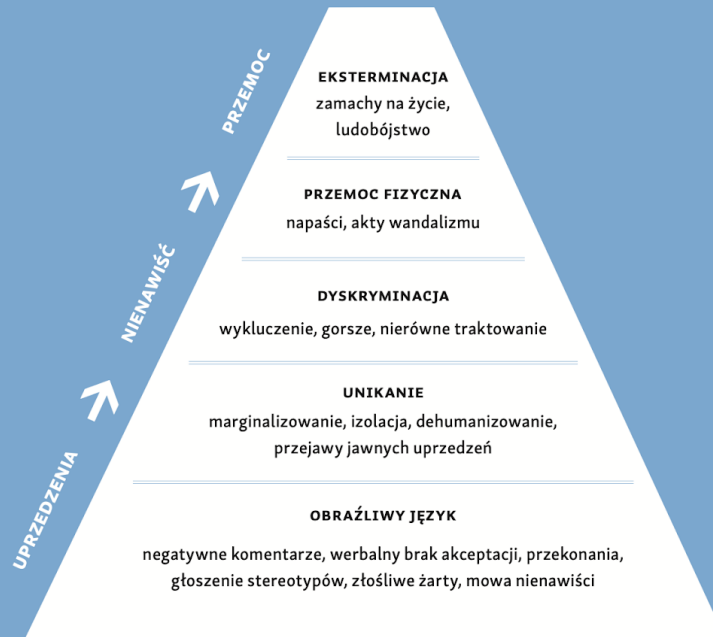 PRZEMOC
NIENAWIŚĆ
UPRZEDZENIA
EKSTERMINACJA
zamachy na życie,
ludobójstwo
PRZEMOC FIZYCZNA
napaści, akty wandalizmu
DYSKRYMINACJA
wykluczenie, gorsze, nierówne traktowanie
UNIKANIE
marginalizowanie, izolacja, dehumanizowanie,
przejawy jawnych uprzedzeń
OBRAŹLIWY JĘZYK
negatywne komentarze, werbalny brak akceptacji, przekonania,
głoszenie stereotypów, złośliwe żarty, mowa nienawiści